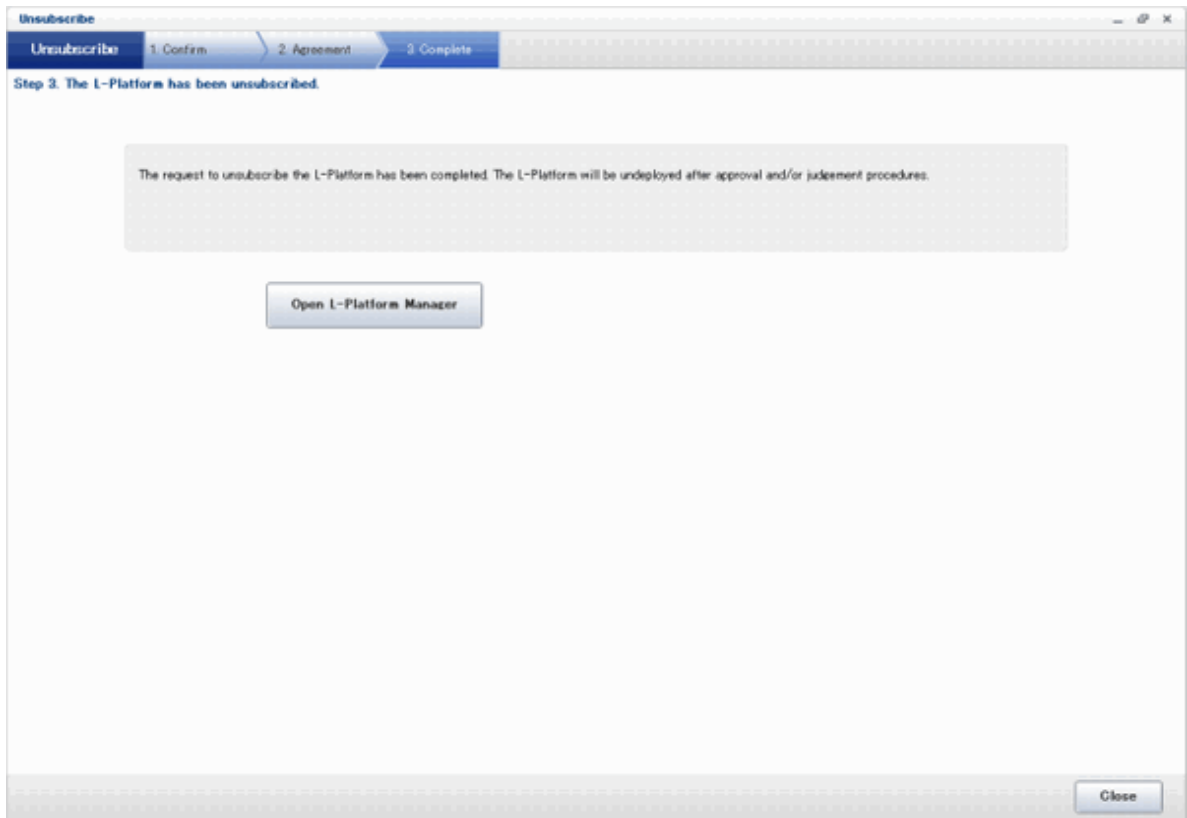 Unsubscribe
Unsubscribe 1. Confirm 2. Agreement 3. Complete
Step 3. The L-Platform has been unsubscribed.
The request to unsubscribe the L-Platform has been completed. The L-Platform will be undeployed after approval and/or judgement procedures.
Open L-Platform Manager
Close